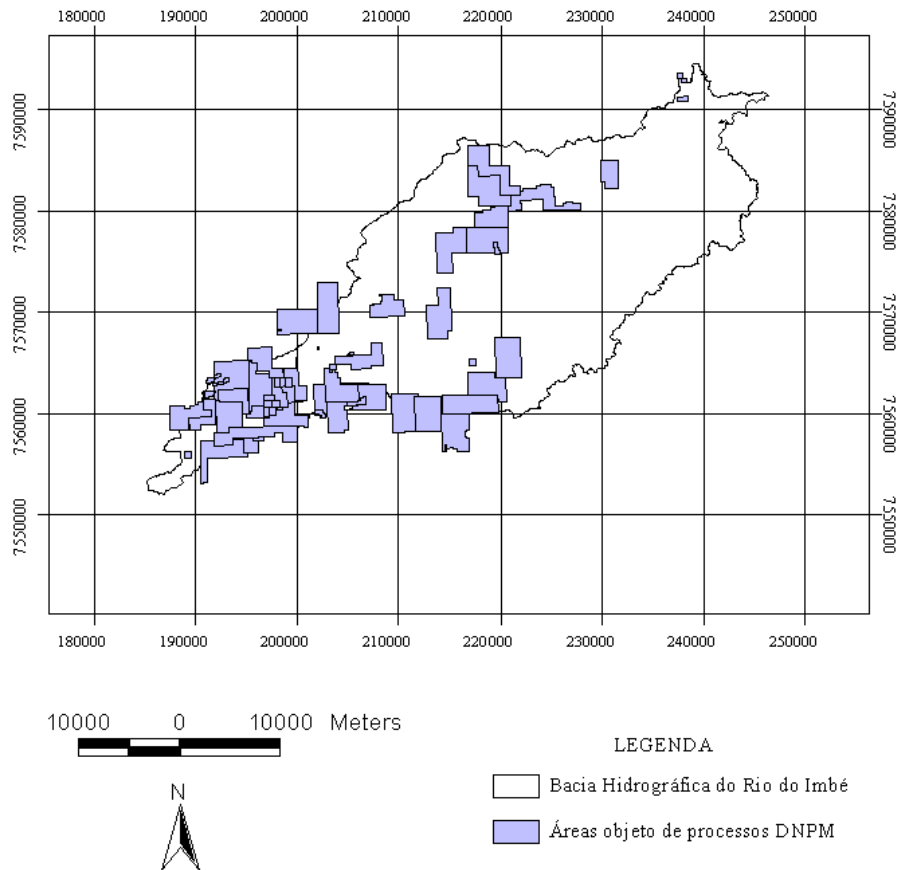 180000 190000 200000 210000 220000 230000 240000 250000
7590000 7590000
7580000 7580000
7570000 7570000
7560000 7560000
7550000 7550000
180000 190000 200000 210000 220000 230000 240000 250000
10000 0 10000 Meters
N
LEGENDA
Bacia Hidrográfica do Rio do Imbé
Áreas objeto de processos DNPM